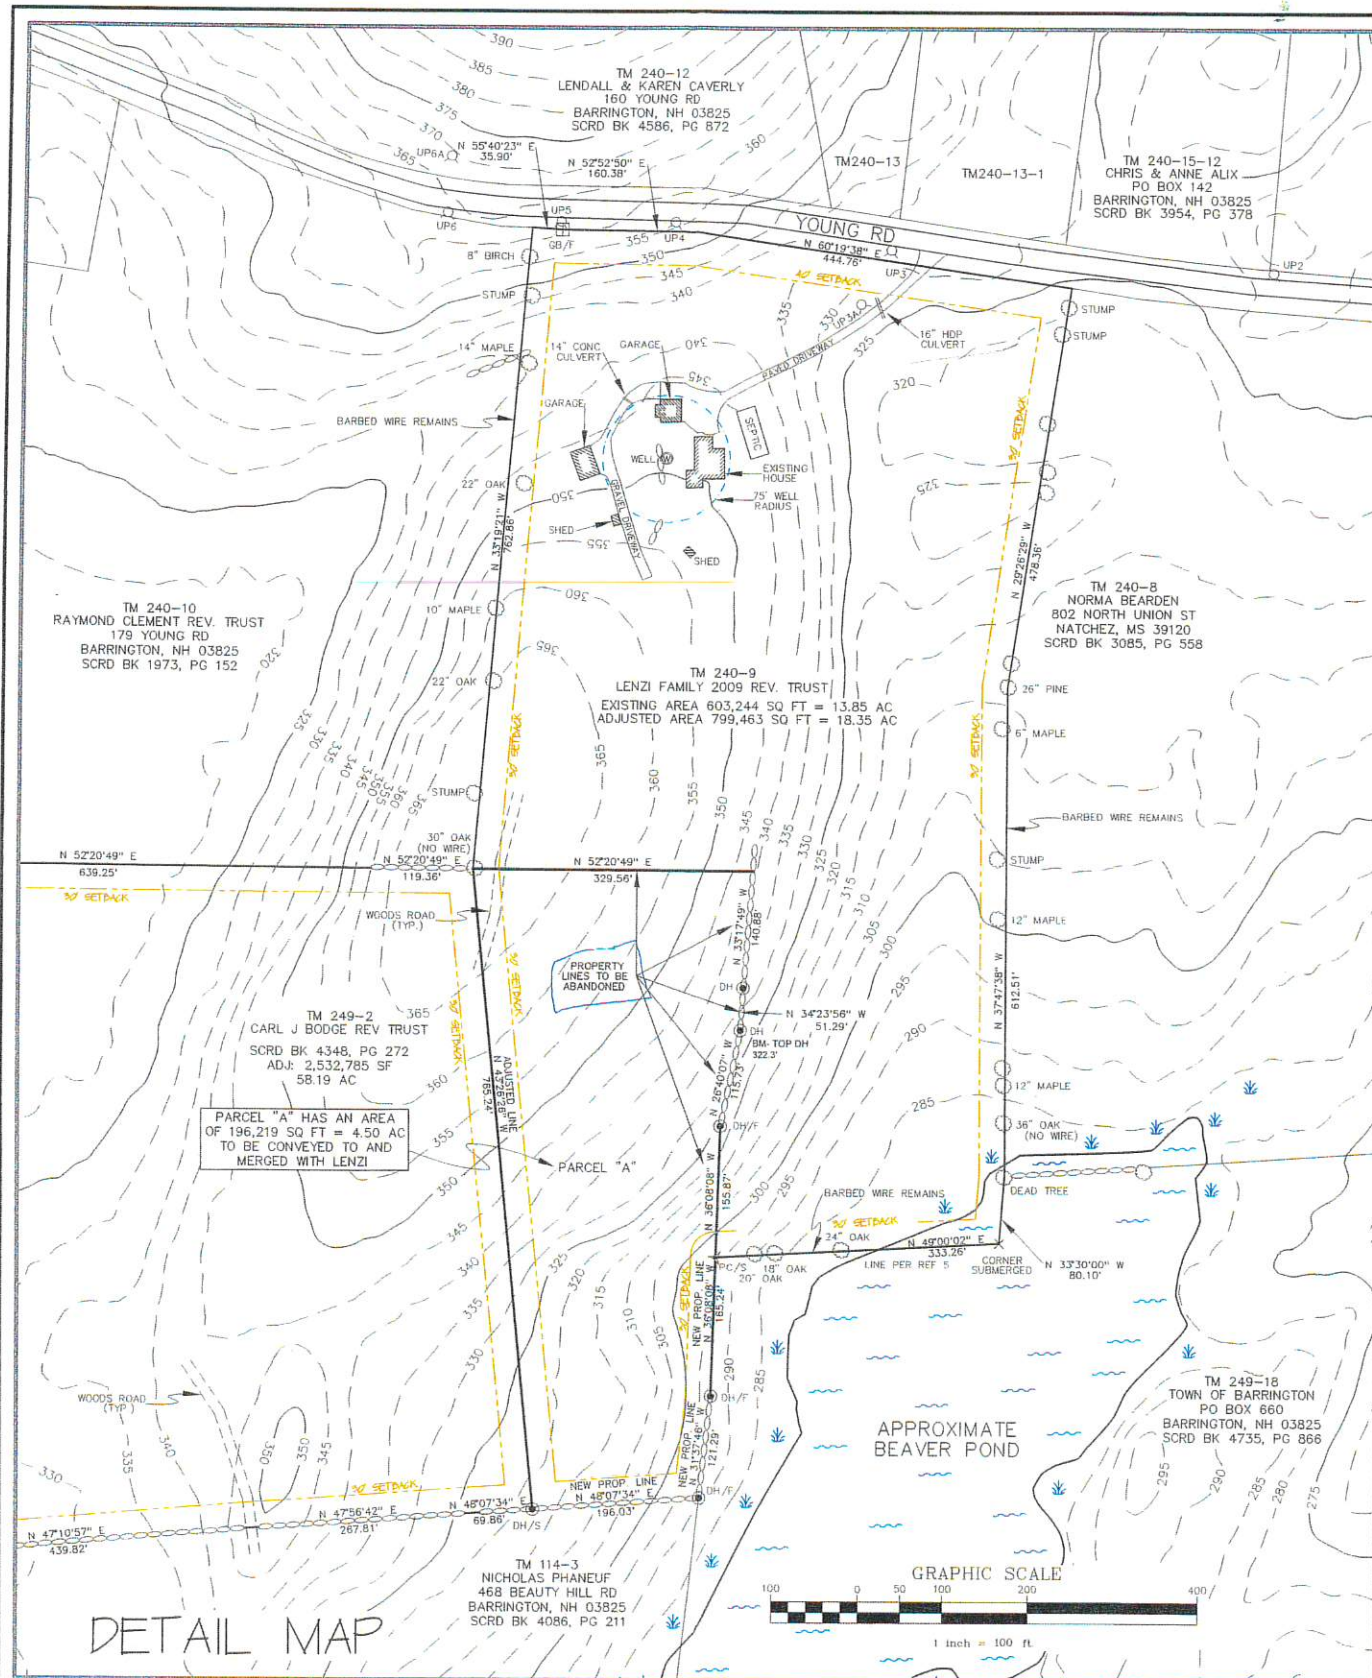 390
385
380
375
370
365
360
TM 240-12
LENDALL & KAREN CAVERLY
160 YOUNG RD
BARRINGTON, NH 03825
SCRD BK 4586, PG 872
UP6A
N 55°40'23" E
35.90'
N 52°52'50" E
160.38'
TM240-13
TM240-13-1
TM 240-15-12
CHRIS & ANNE ALIX
PO BOX 142
BARRINGTON, NH 03825
SCRD BK 3954, PG 378
UP6
UP5
GB/F
UP4
YOUNG RD
N 60°19'38" E
444.76'
UP3
UP2
8" BIRCH
355
350
345
340
40' SETBACK
STUMP
335
330
UP3A
325
16" HDP
CULVERT
STUMP
STUMP
14" MAPLE
14" CONC
CULVERT
GARAGE
340
345
PAVED DRIVEWAY
320
BARBED WIRE REMAINS
GARAGE
SEPTIC
30' SETBACK
WELL
W
EXISTING
HOUSE
22" OAK
350
75' WELL
RADIUS
325
GRAVEL DRIVEWAY
SHED
355
SHED
N 33°19'21" W
762.86'
N 29°26'29" W
478.36'
360
TM 240-10
RAYMOND CLEMENT REV. TRUST
179 YOUNG RD
BARRINGTON, NH 03825
SCRD BK 1973, PG 152
10" MAPLE
TM 240-8
NORMA BEARDEN
802 NORTH UNION ST
NATCHEZ, MS 39120
SCRD BK 3085, PG 558
320
365
22" OAK
TM 240-9
LENZI FAMILY 2009 REV. TRUST
EXISTING AREA 603,244 SQ FT = 13.85 AC
ADJUSTED AREA 799,463 SQ FT = 18.35 AC
26" PINE
6" MAPLE
325
330
335
340
345
350
355
360
365
30' SETBACK
365
360
355
350
345
340
335
330
325
320
315
310
305
300
295
290
285
30' SETBACK
STUMP
BARBED WIRE REMAINS
30" OAK
(NO WIRE)
STUMP
N 52°20'49" E
639.25'
N 52°20'49" E
119.36'
N 52°20'49" E
329.56'
30' SETBACK
WOODS ROAD
(TYP.)
12" MAPLE
N 33°17'49" W
140.88'
PROPERTY
LINES TO BE
ABANDONED
DH
N 34°23'56" W
51.29'
DH
BM- TOP DH
322.3'
N 37°47'38" W
612.51'
30' SETBACK
30' SETBACK
TM 249-2
CARL J BODGE REV TRUST
SCRD BK 4348, PG 272
ADJ: 2,532,785 SF
58.19 AC
365
360
355
350
345
340
335
330
ADJUSTED LINE
N 43°26'26" W
765.24'
N 26°40'07" W
115.73'
DH/F
12" MAPLE
36" OAK
(NO WIRE)
PARCEL "A" HAS AN AREA
OF 196,219 SQ FT = 4.50 AC
TO BE CONVEYED TO AND
MERGED WITH LENZI
PARCEL "A"
N 36°08'08" W
155.87'
300
295
BARBED WIRE REMAINS
DEAD TREE
30' SETBACK
24" OAK
N 49°00'02" E
333.26'
PC/S
18" OAK
20" OAK
LINE PER REF 5
CORNER
SUBMERGED
N 33°30'00" W
80.10'
325
320
315
310
305
30' SETBACK
NEW PROP. LINE
N 36°08'08" W
165.24'
290
285
DH/F
WOODS ROAD
(TYP.)
TM 249-18
TOWN OF BARRINGTON
PO BOX 660
BARRINGTON, NH 03825
SCRD BK 4735, PG 866
APPROXIMATE
BEAVER POND
NEW PROP. LINE
N 31°37'46" W
121.29'
330
335
340
350
350
345
295
290
285
280
275
30' SETBACK
NEW PROP. LINE
DH/F
N 47°10'57" E
439.82'
N 47°56'42" E
267.81'
N 48°07'34" E
69.86'
N 48°07'34" E
196.03'
DH/S
TM 114-3
NICHOLAS PHANEUF
468 BEAUTY HILL RD
BARRINGTON, NH 03825
SCRD BK 4086, PG 211
GRAPHIC SCALE
100 0 50 100 200 400
1 inch = 100 ft.
DETAIL MAP